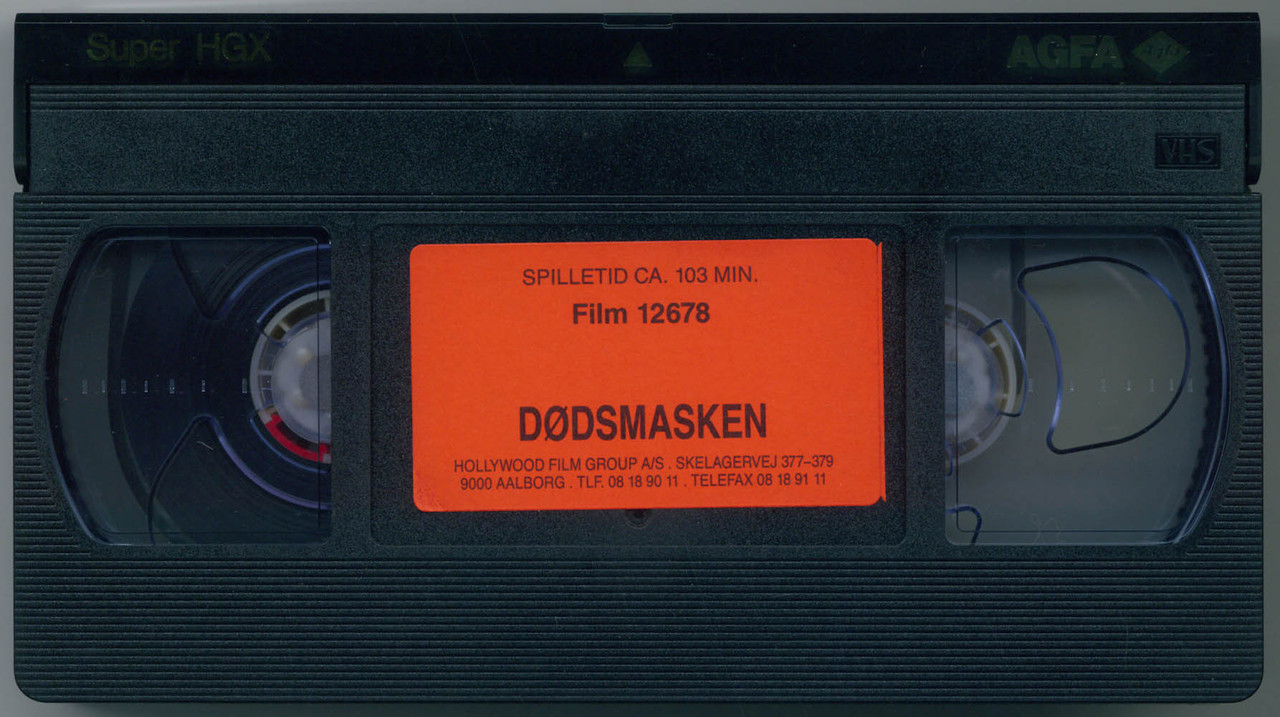 Super HGX
AGFA
Agfa
VHS
SPILLETID CA. 103 MIN.
Film 12678
DØDSMASKEN
HOLLYWOOD FILM GROUP A/S . SKELAGERVEJ 377–379
9000 AALBORG . TLF. 08 18 90 11 . TELEFAX 08 18 91 11